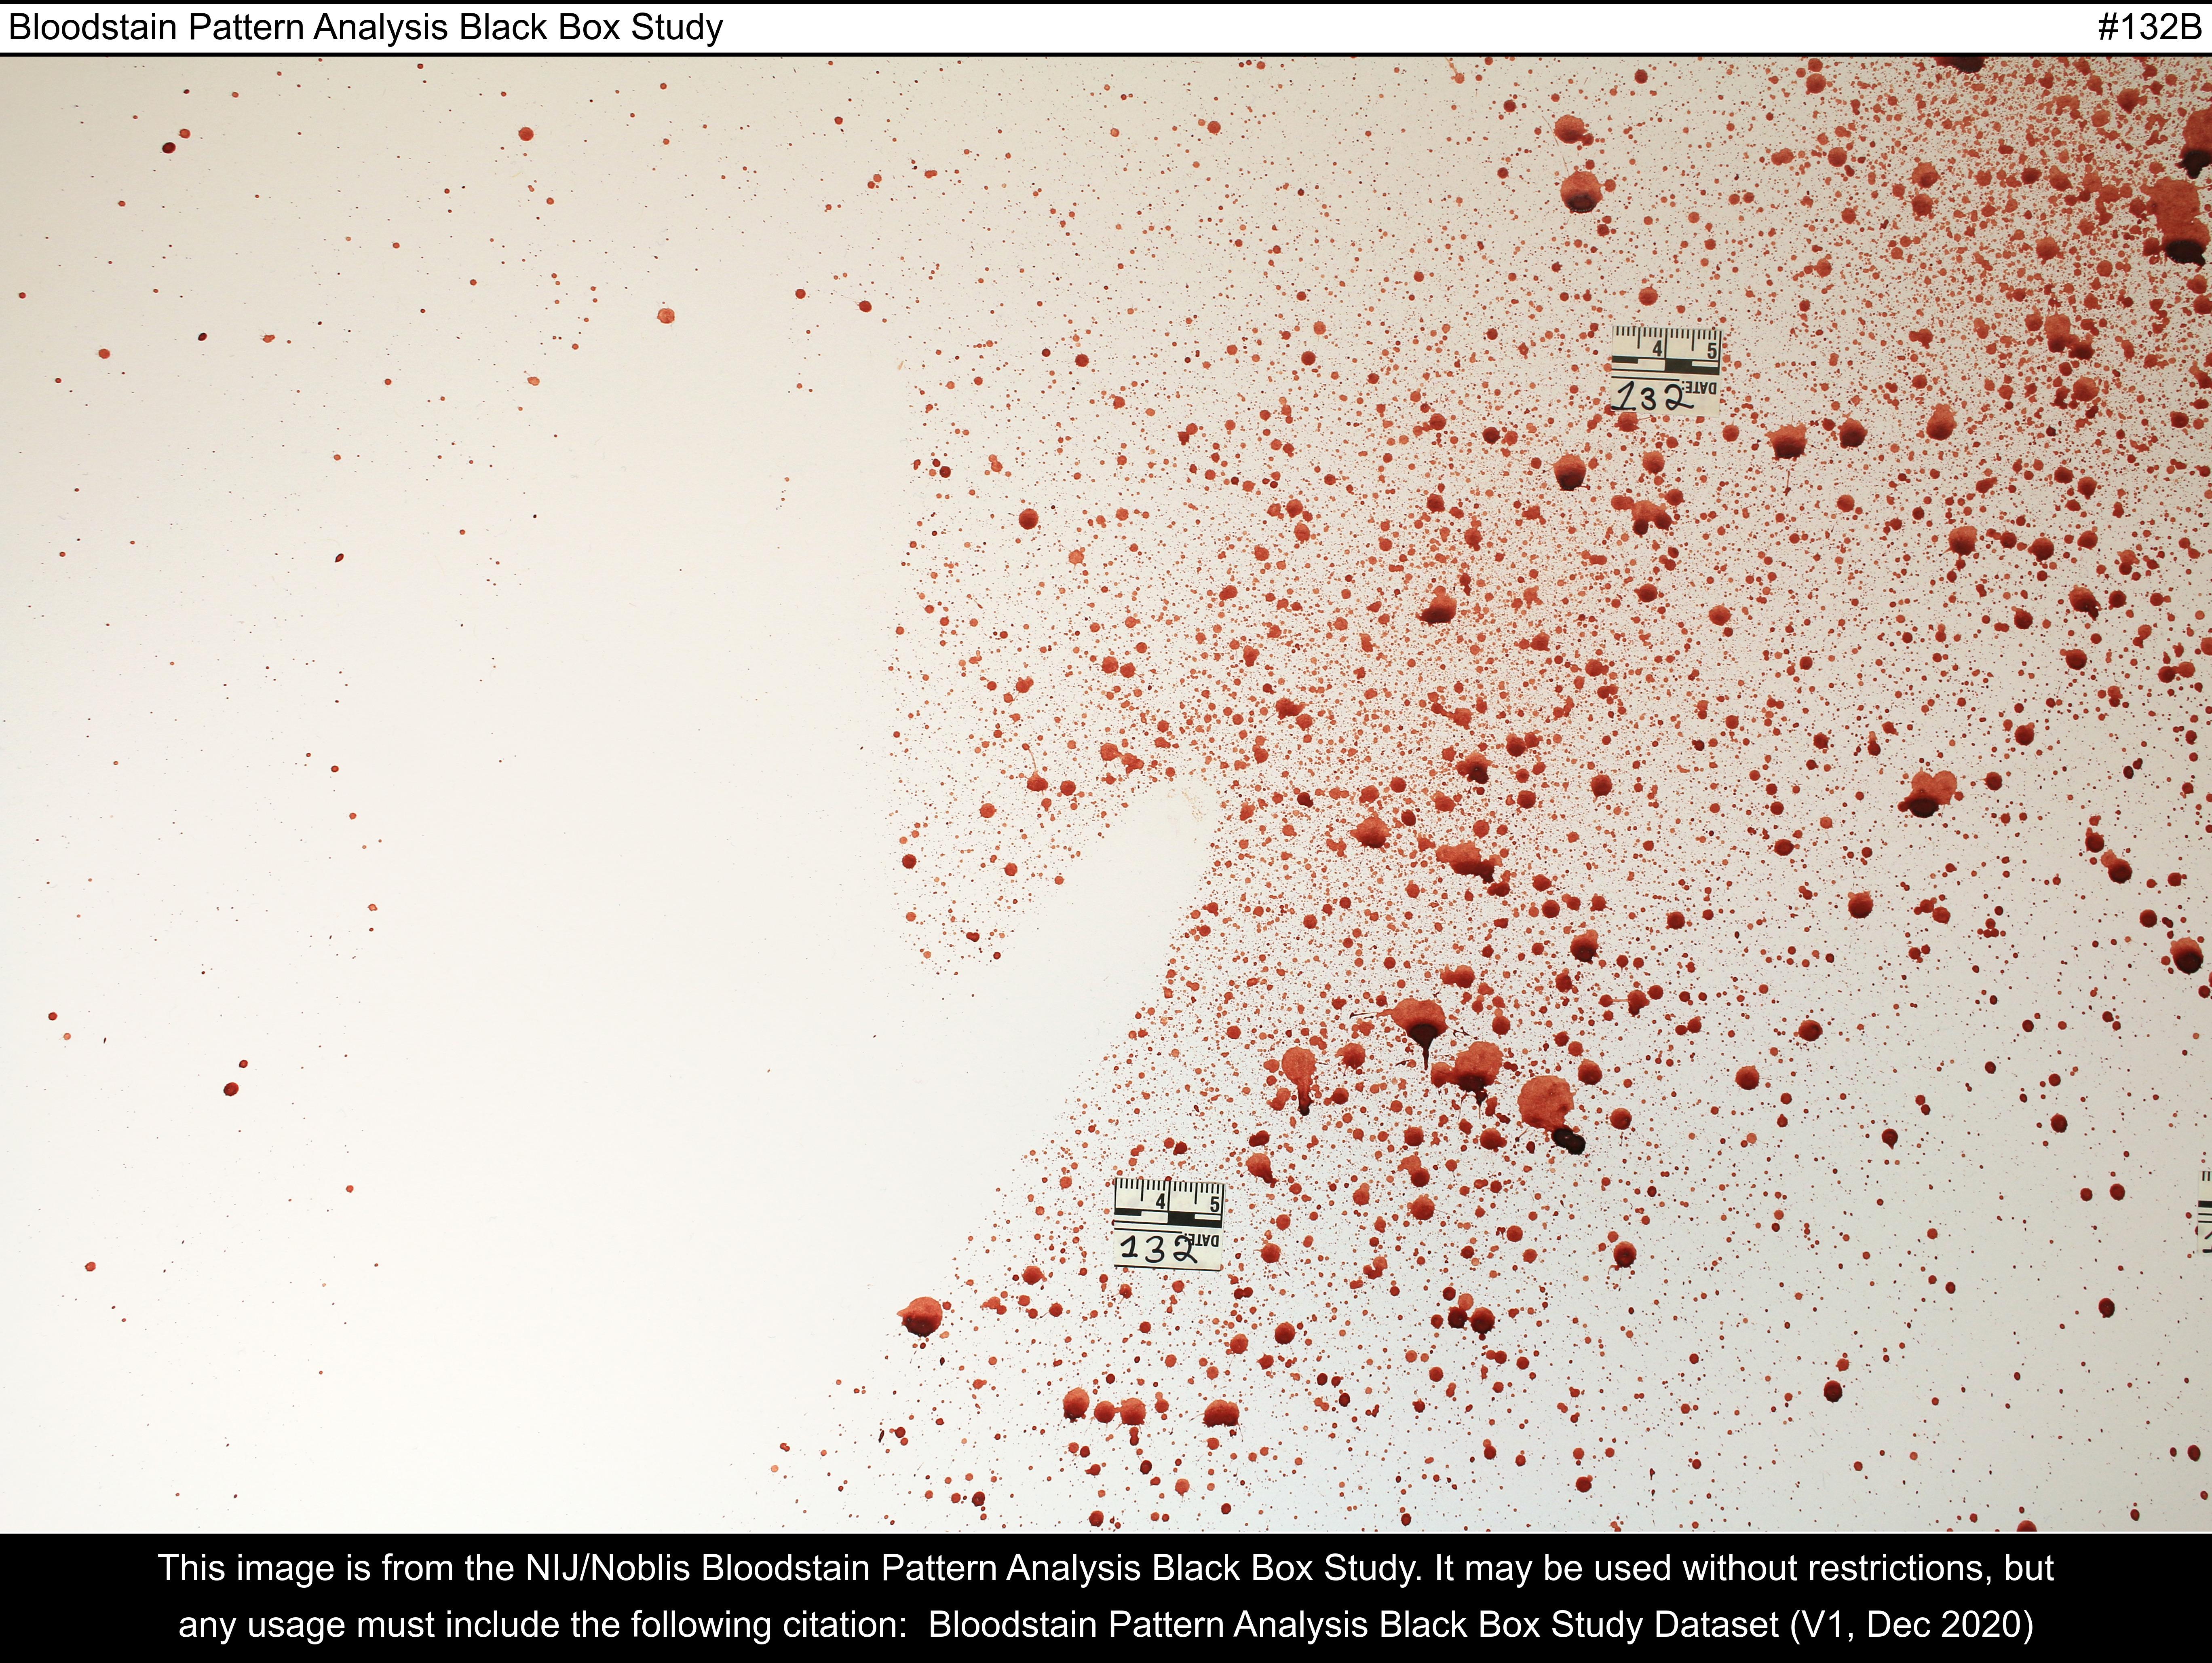 Bloodstain Pattern Analysis Black Box Study #132B
4 5
DATE:
132
4 5
DATE:
132
This image is from the NIJ/Noblis Bloodstain Pattern Analysis Black Box Study. It may be used without restrictions, but
any usage must include the following citation: Bloodstain Pattern Analysis Black Box Study Dataset (V1, Dec 2020)